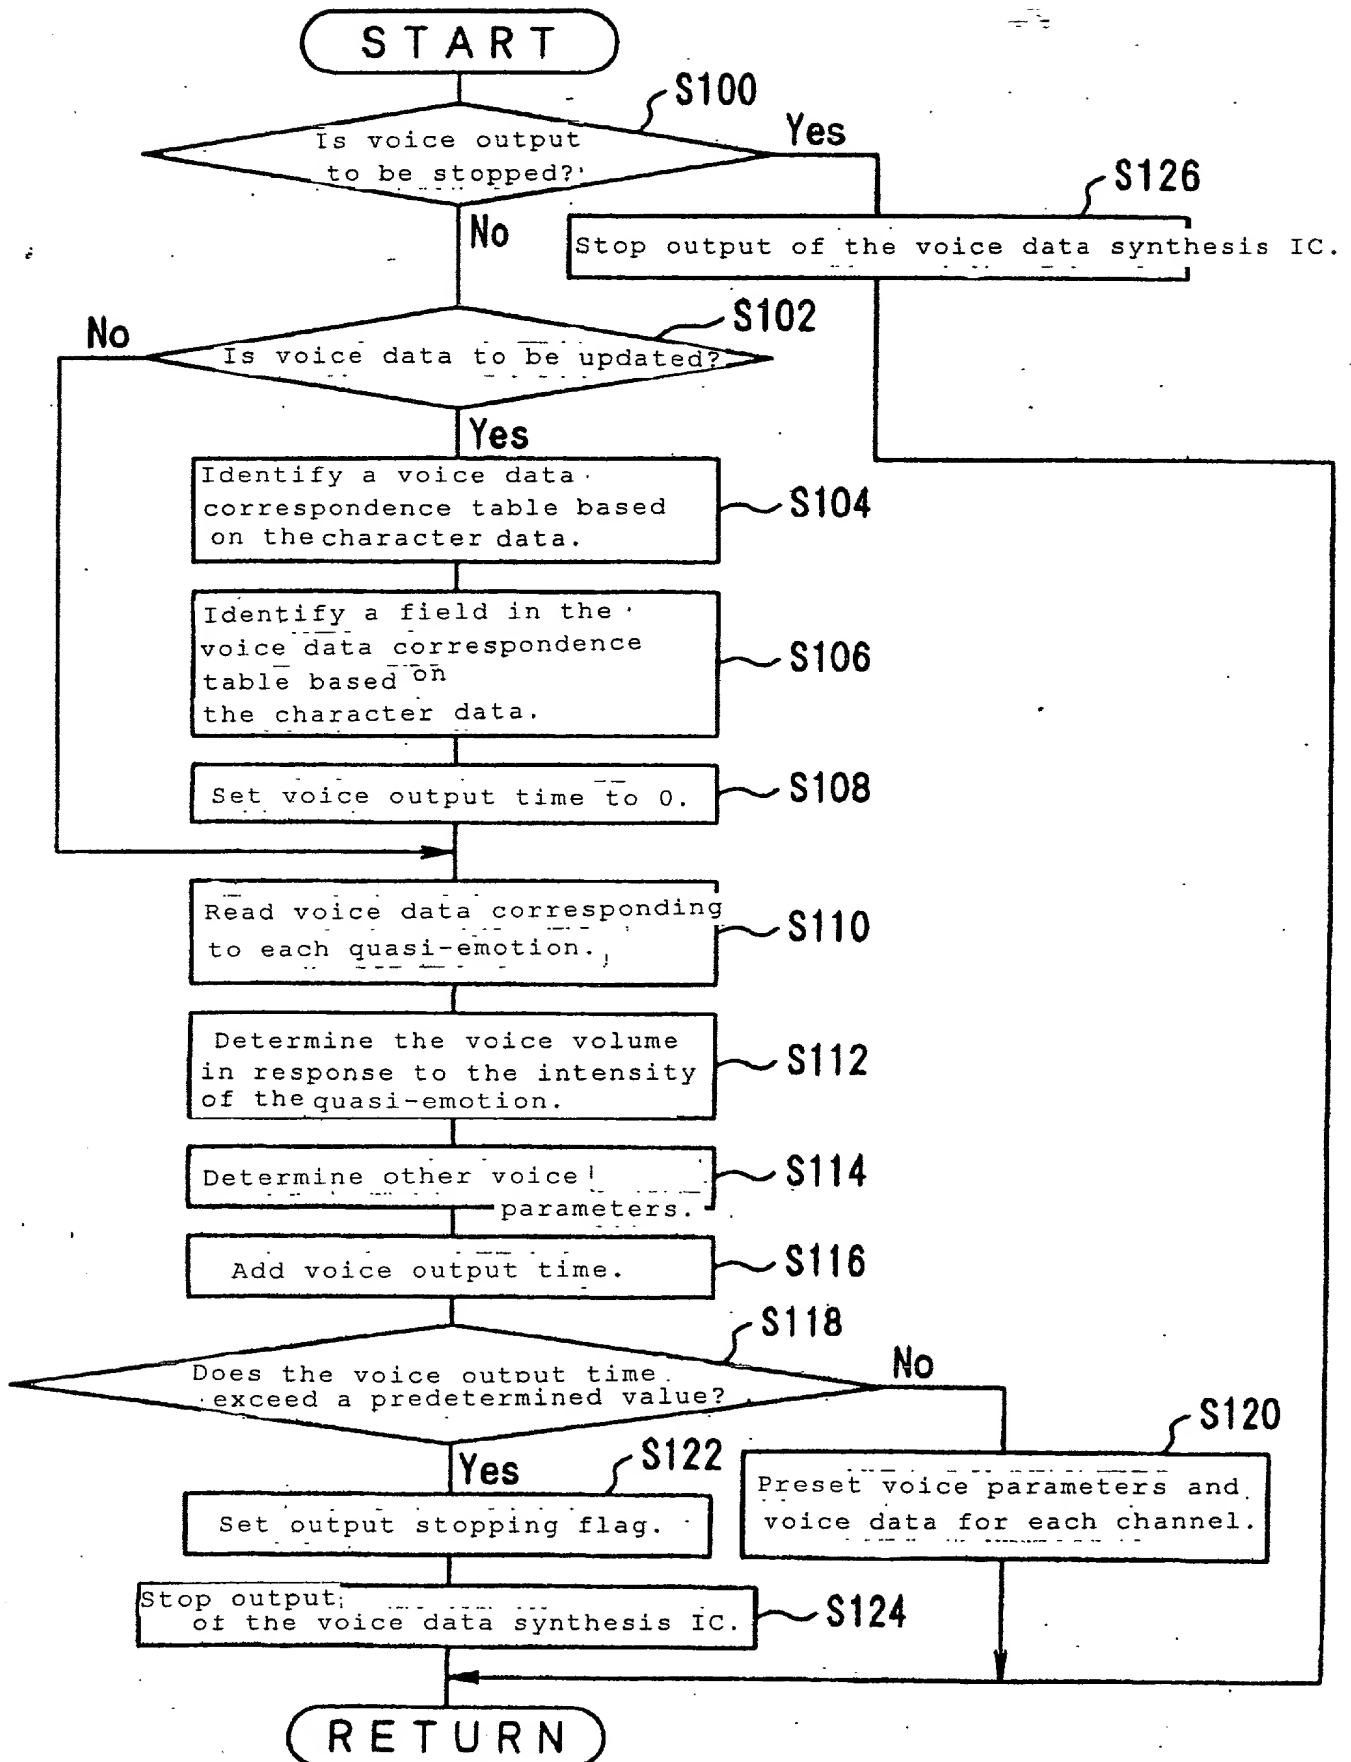 START
S100
Is voice output
to be stopped?
Yes
No
S126
Stop output of the voice data synthesis IC.
S102
No
Is voice data to be updated?
Yes
Identify a voice data
correspondence table based
on the character data.
S104
Identify a field in the
voice data correspondence
table based on
the character data.
S106
Set voice output time to 0.
S108
Read voice data corresponding
to each quasi-emotion.
S110
Determine the voice volume
in response to the intensity
of the quasi-emotion.
S112
Determine other voice
parameters.
S114
Add voice output time.
S116
S118
Does the voice output time
exceed a predetermined value?
No
Yes
S120
Preset voice parameters and
voice data for each channel.
S122
Set output stopping flag.
Stop output
of the voice data synthesis IC.
S124
RETURN